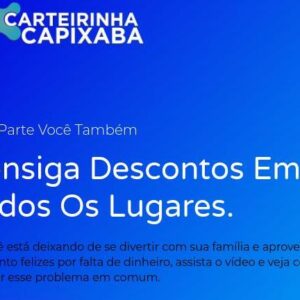 CARTEIRINHA
CAPIXABA
Parte Você Também
nsiga Descontos Em
dos Os Lugares.
está deixando de se divertir com sua família e aprove
nto felizes por falta de dinheiro, assista o vídeo e veja c
esse problema em comum.